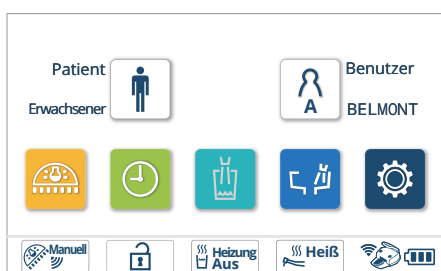 Patient
Erwachsener
Benutzer
A
BELMONT
Manuell
Heizung
Aus
Heiß